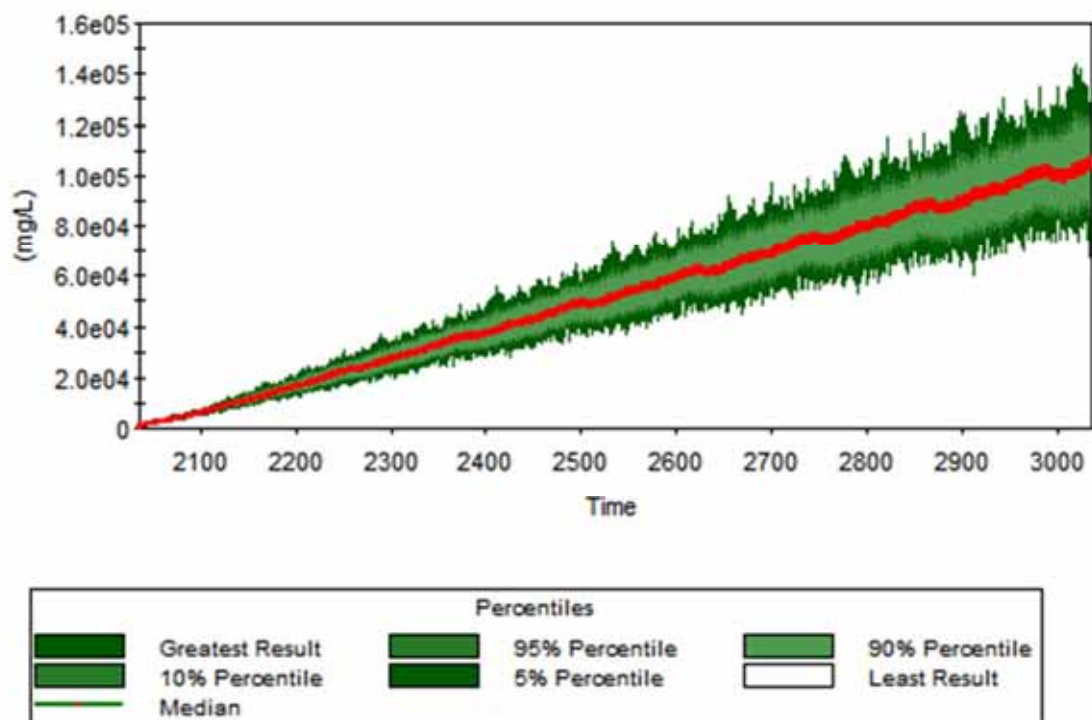 1.6e05
1.4e05
1.2e05
1.0e05
8.0e04
6.0e04
4.0e04
2.0e04
0
(mg/L)
2100 2200 2300 2400 2500 2600 2700 2800 2900 3000
Time
Percentiles
Greatest Result 95% Percentile 90% Percentile
10% Percentile 5% Percentile Least Result
Median